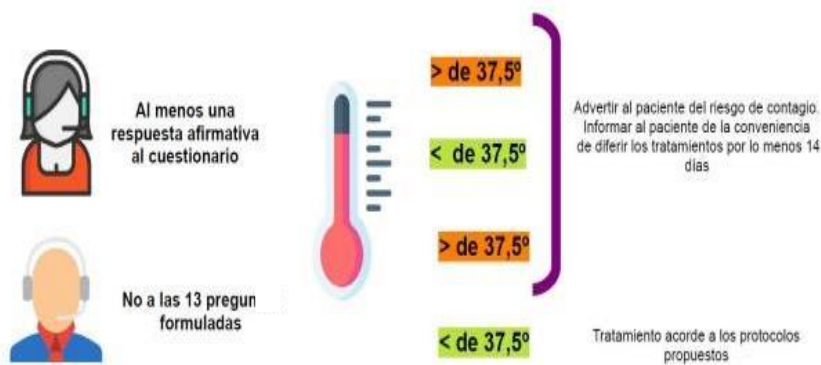 Al menos una
respuesta afirmativa
al cuestionario
> de 37,5º
< de 37,5º
Advertir al paciente del riesgo de contagio.
Informar al paciente de la conveniencia
de diferir los tratamientos por lo menos 14
días
No a las 13 pregun
formuladas
> de 37,5º
< de 37,5º
Tratamiento acorde a los protocolos
propuestos